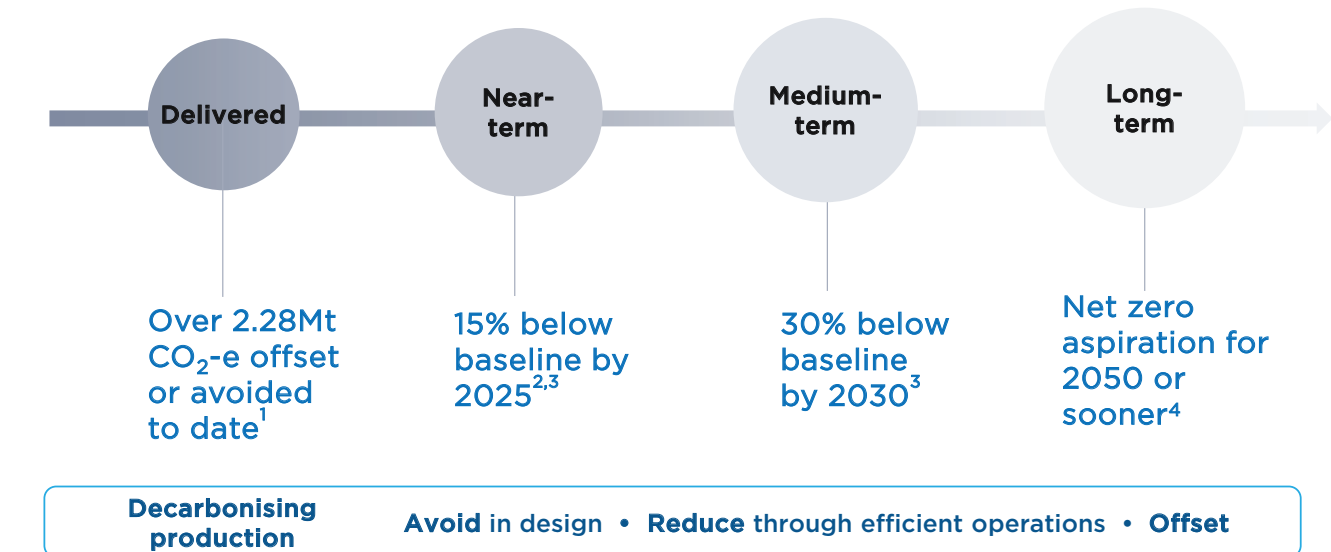 Delivered
Near-
term
Medium-
term
Long-
term
Over 2.28Mt
CO₂-e offset
or avoided
to date¹
15% below
baseline by
2025²,³
30% below
baseline
by 2030³
Net zero
aspiration for
2050 or
sooner⁴
Decarbonising
production
Avoid in design • Reduce through efficient operations • Offset